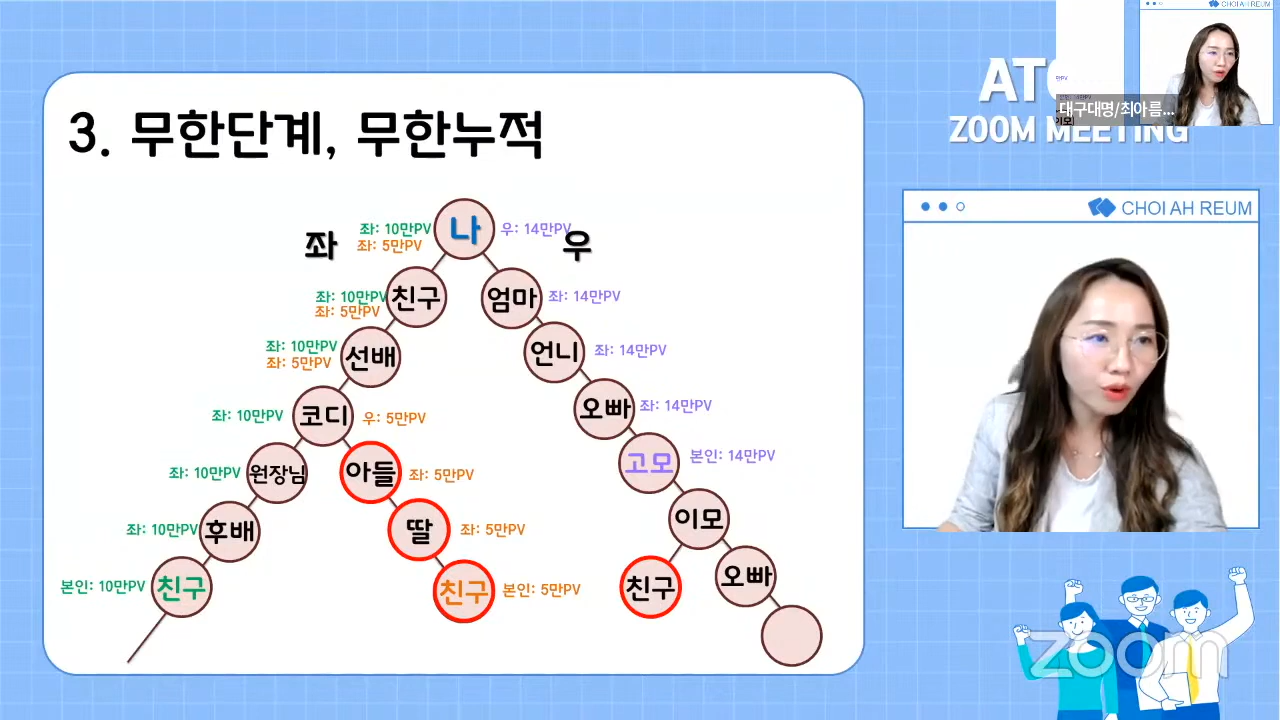 3. 무한단계, 무한누적
좌
우
나
좌: 10만PV
좌: 5만PV
우: 14만PV
친구
좌: 10만PV
좌: 5만PV
엄마
좌: 14만PV
선배
좌: 10만PV
좌: 5만PV
언니
좌: 14만PV
코디
좌: 10만PV
우: 5만PV
오빠
좌: 14만PV
원장님
좌: 10만PV
아들
좌: 5만PV
고모
본인: 14만PV
후배
좌: 10만PV
딸
좌: 5만PV
이모
친구
본인: 10만PV
친구
본인: 5만PV
친구
오빠
ZOOM MEETING
대구대명/최아름...
CHOI AH REUM
CHOI AH REUM
zoom